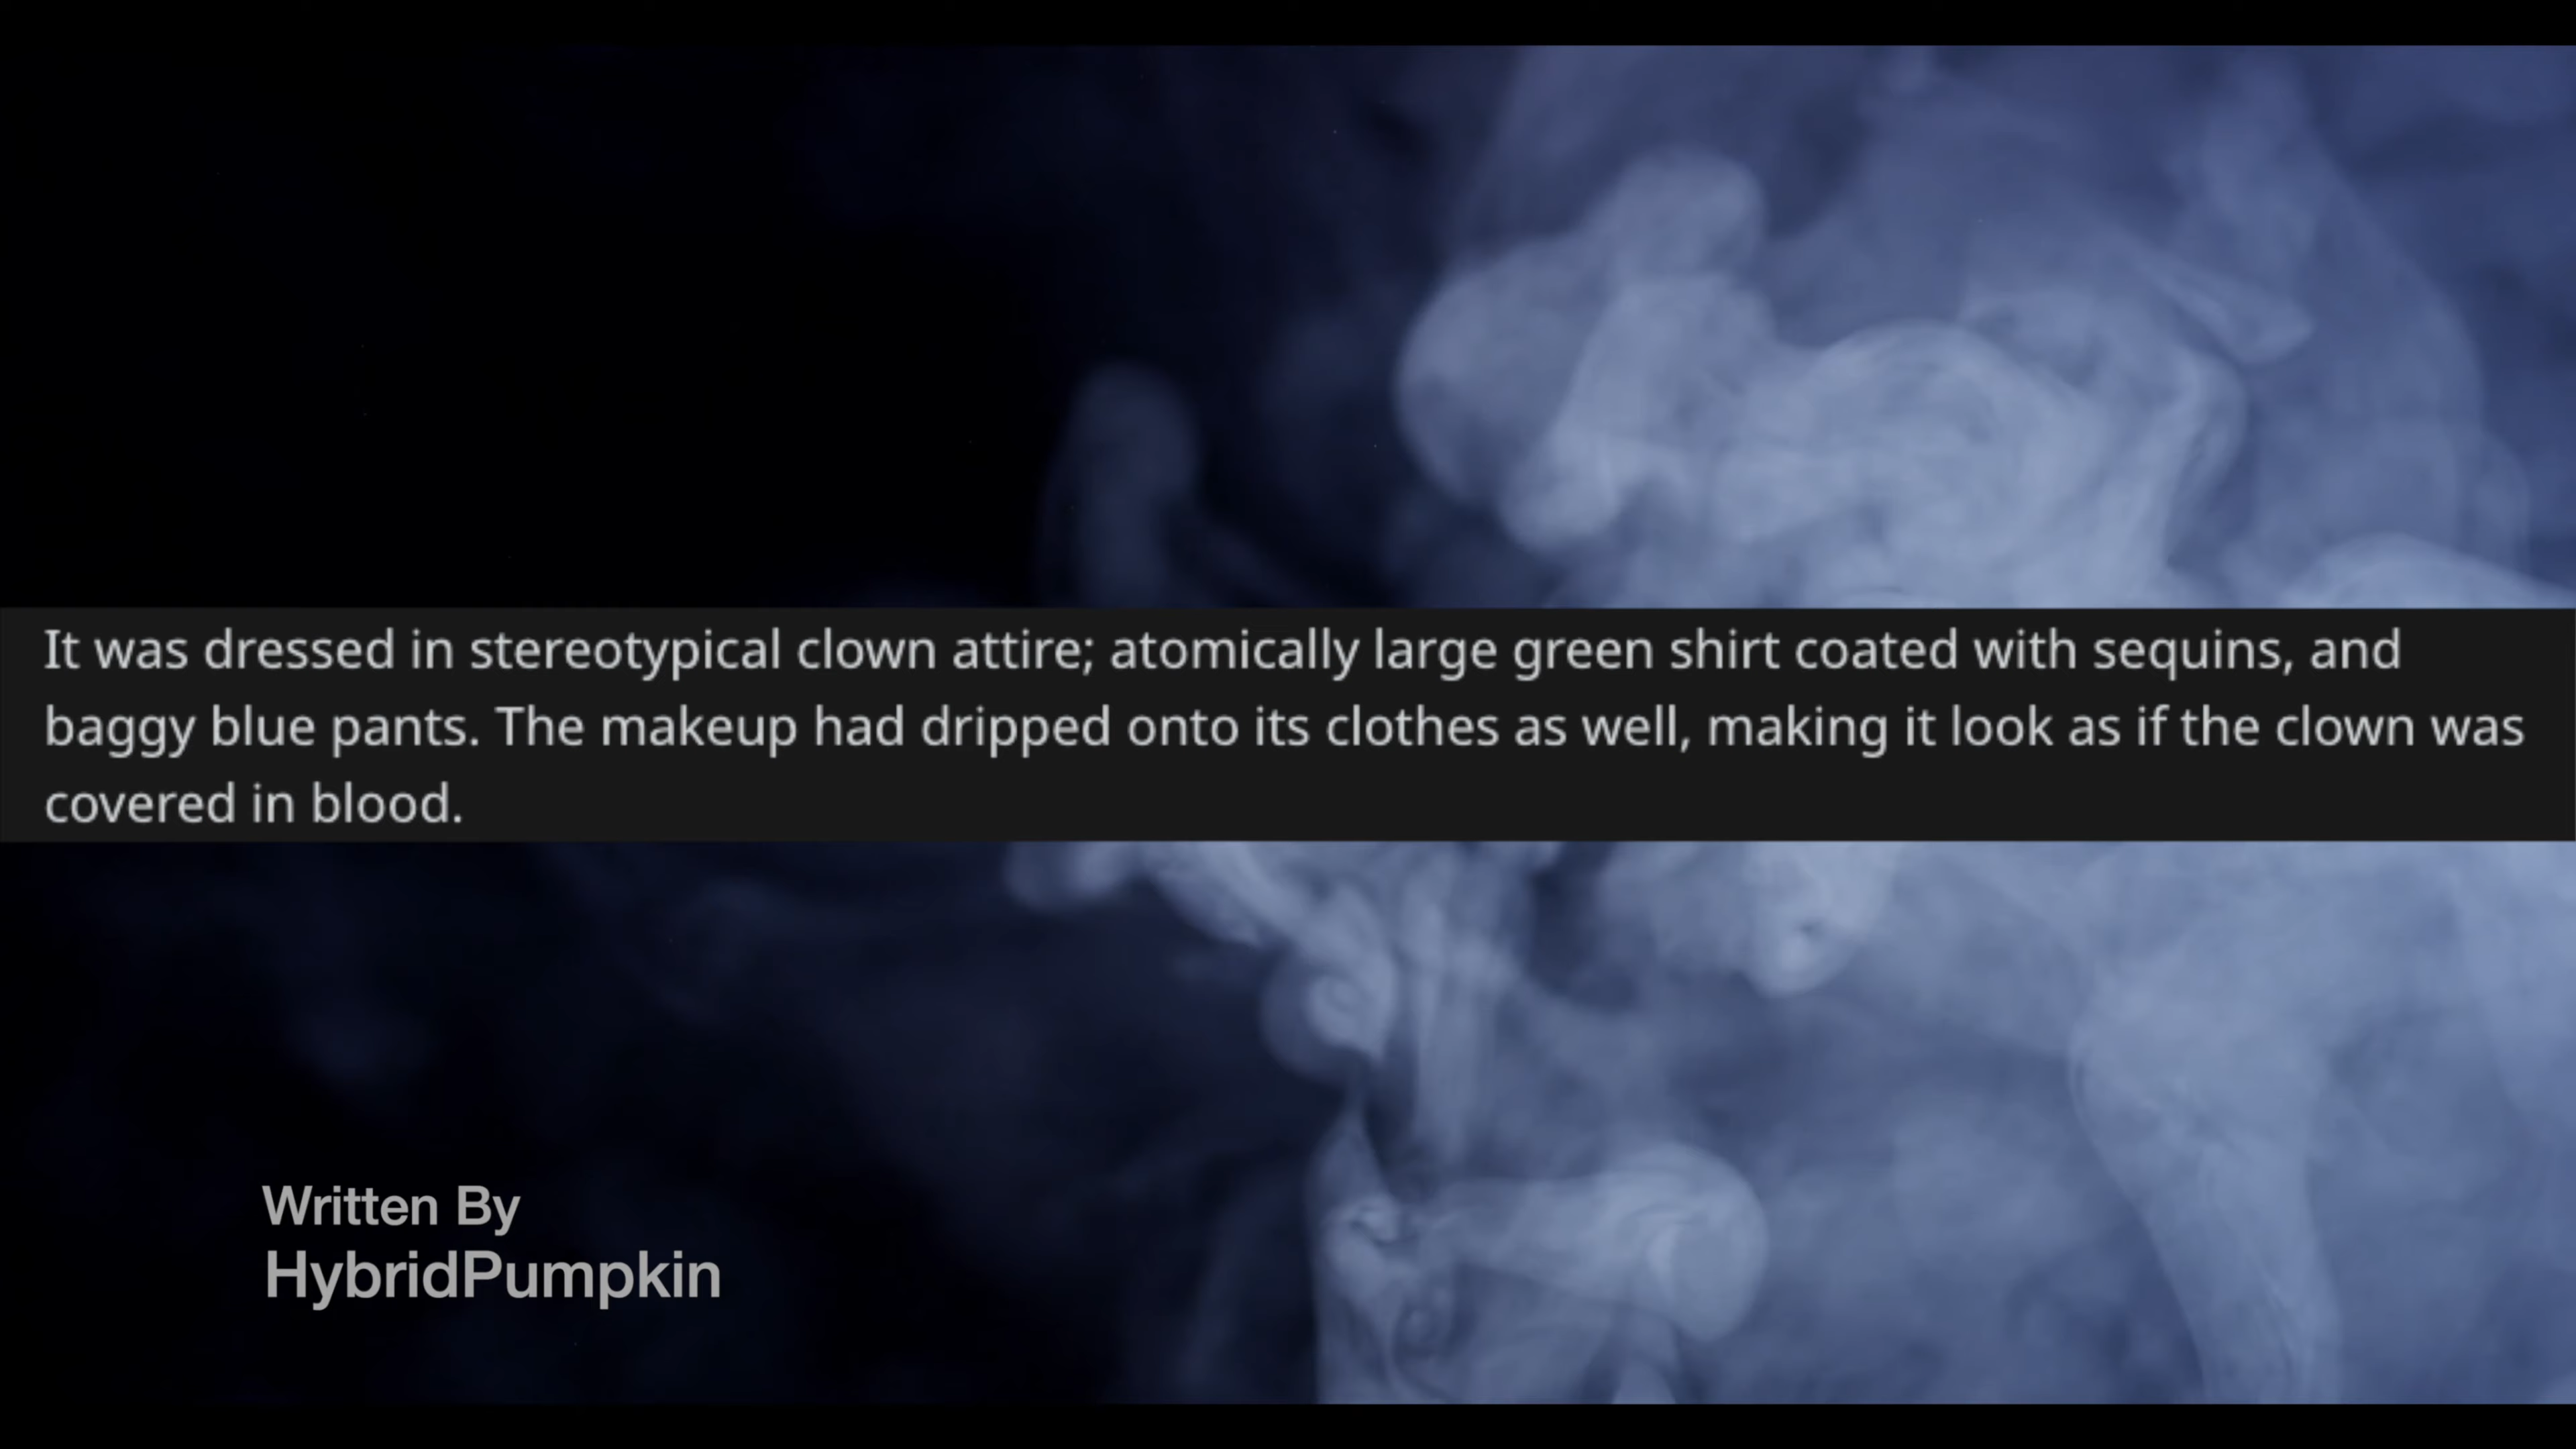 It was dressed in stereotypical clown attire; atomically large green shirt coated with sequins, and
baggy blue pants. The makeup had dripped onto its clothes as well, making it look as if the clown was
covered in blood.
Written By
HybridPumpkin